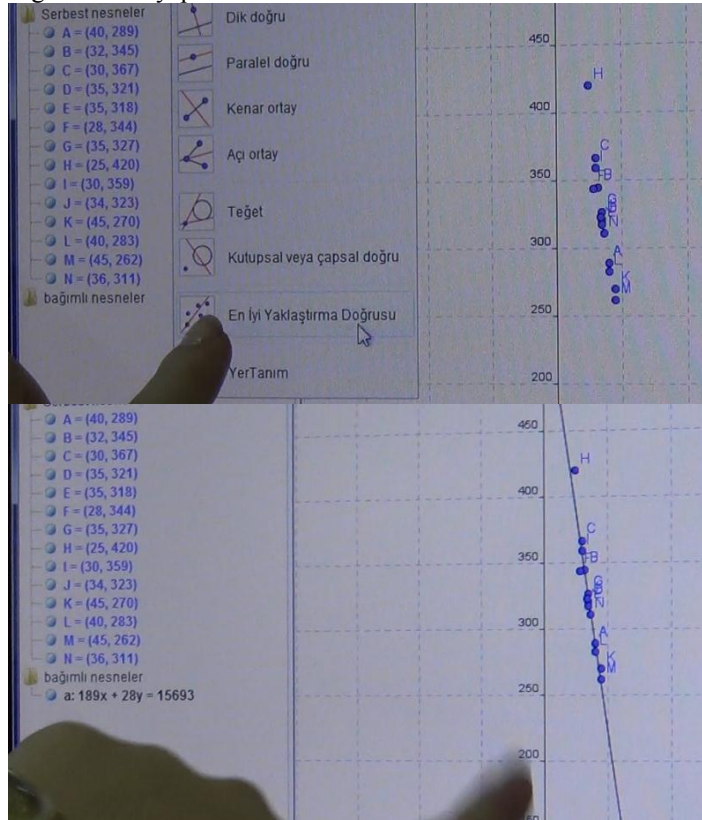 Serbest nesneler
A = (40, 289)
B = (32, 345)
C = (30, 367)
D = (35, 321)
E = (35, 318)
F = (28, 344)
G = (35, 327)
H = (25, 420)
I = (30, 359)
J = (34, 323)
K = (45, 270)
L = (40, 283)
M = (45, 262)
N = (36, 311)
bağımlı nesneler
Dik doğru
Paralel doğru
Kenar ortay
Açı ortay
Teğet
Kutupsal veya çapsal doğru
En İyi Yaklaştırma Doğrusu
YerTanım
450
400
350
300
250
200
H
C
F B
G
N
A
L
K
M
A = (40, 289)
B = (32, 345)
C = (30, 367)
D = (35, 321)
E = (35, 318)
F = (28, 344)
G = (35, 327)
H = (25, 420)
I = (30, 359)
J = (34, 323)
K = (45, 270)
L = (40, 283)
M = (45, 262)
N = (36, 311)
bağımlı nesneler
a: 189x + 28y = 15693
450
400
350
300
250
200
H
C
B
N
A
L
K
M